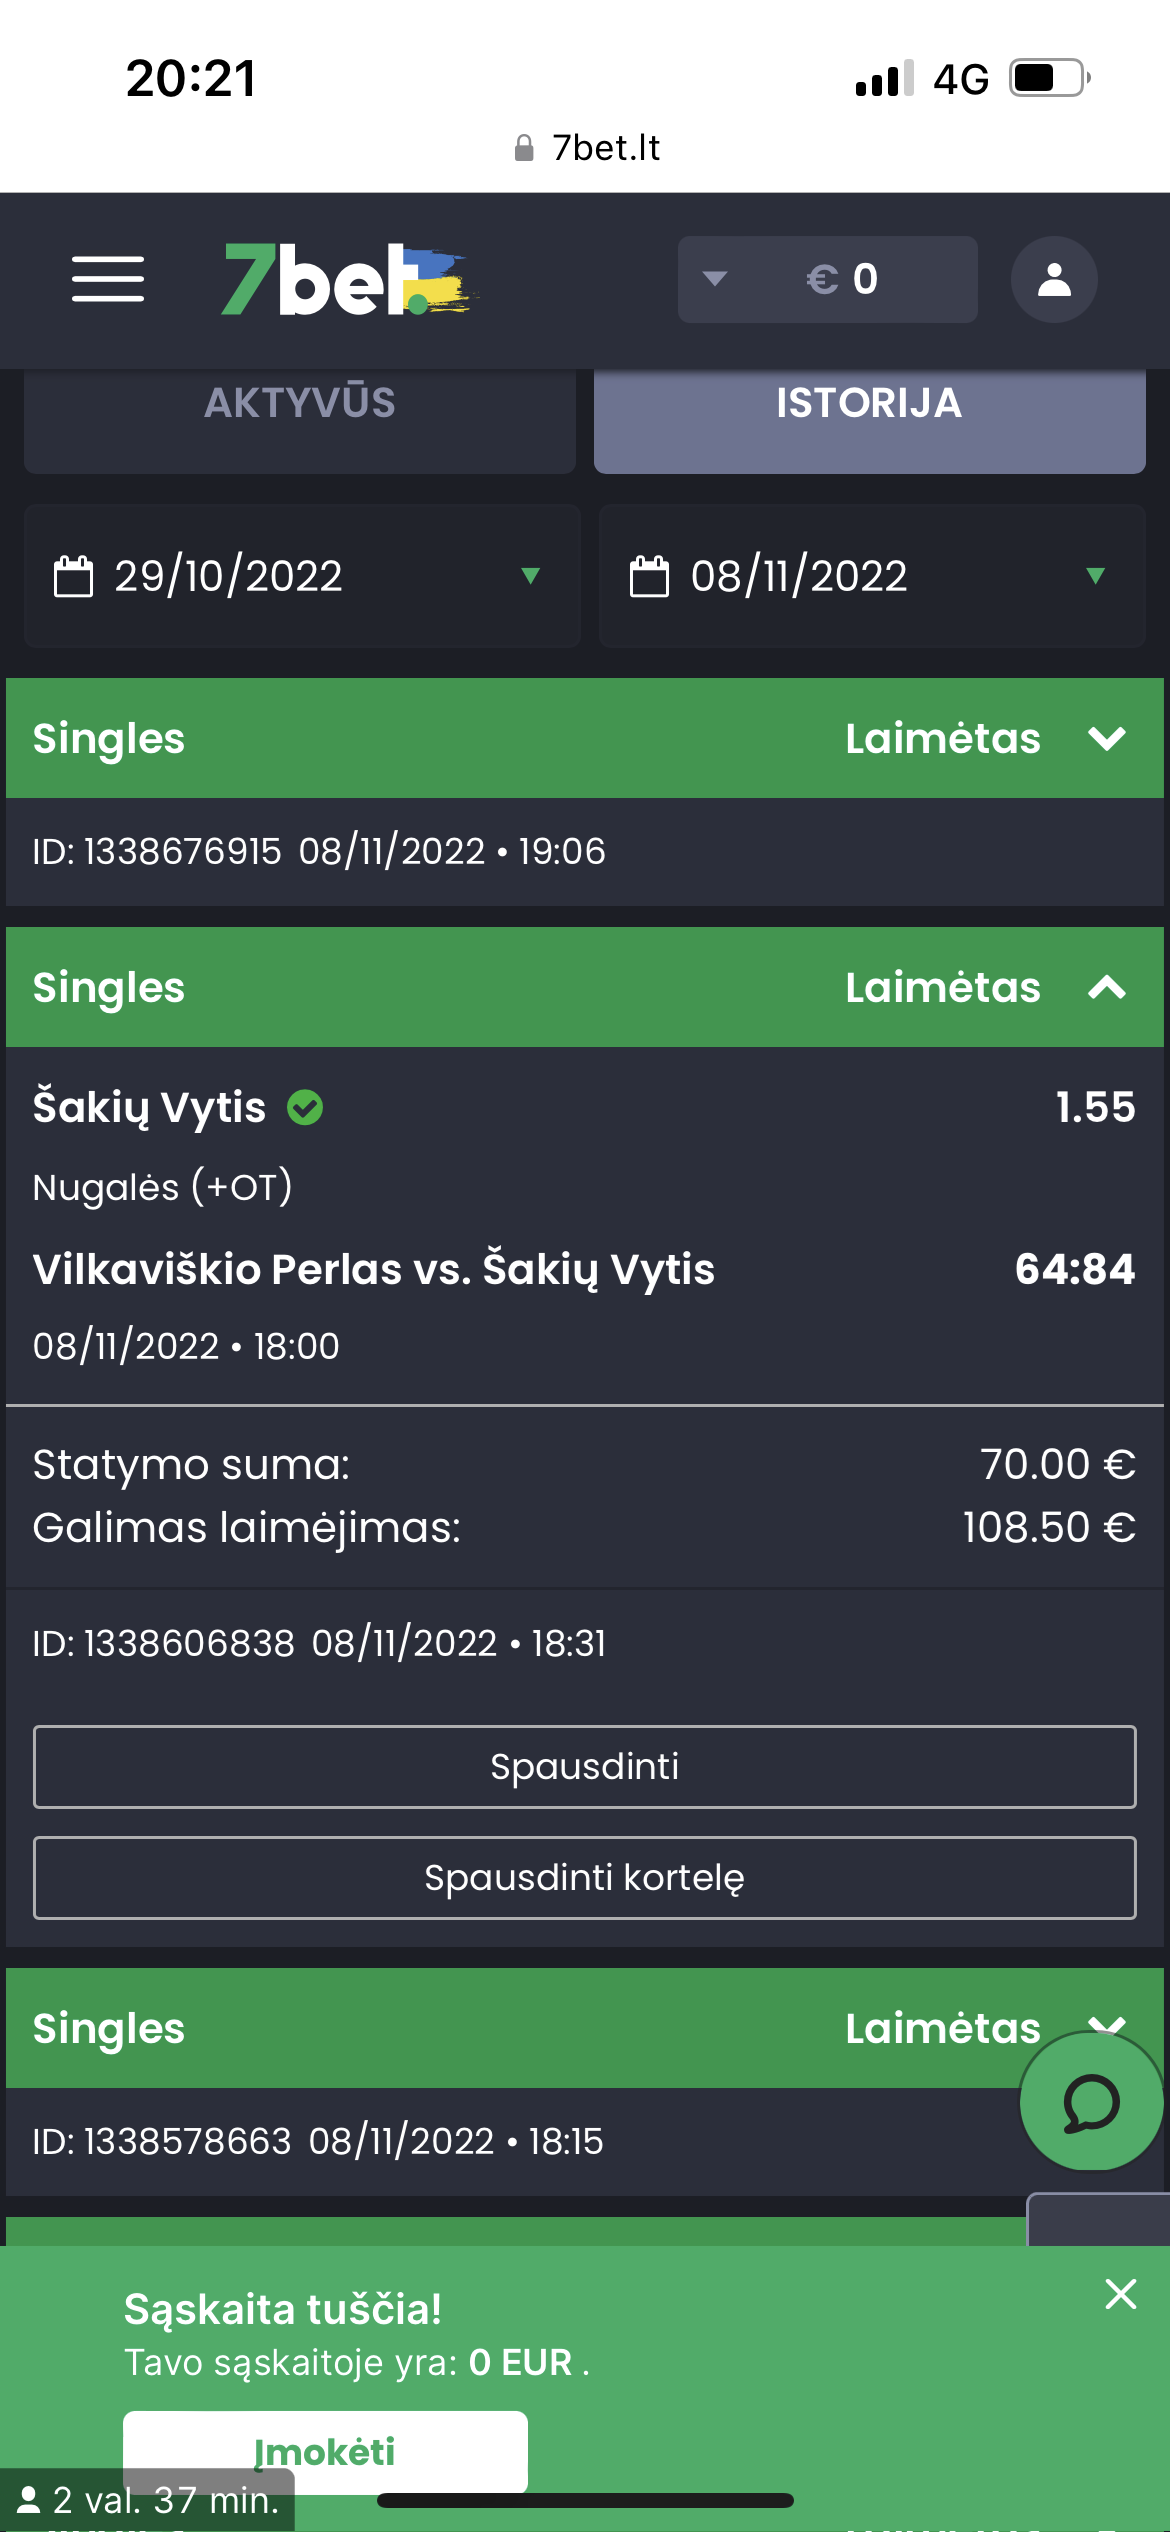 20:21
4G
7bet.lt
7bet
€ 0
AKTYVŪS
ISTORIJA
29/10/2022
08/11/2022
Singles Laimėtas
ID: 1338676915 08/11/2022 • 19:06
Singles Laimėtas
Šakių Vytis 1.55
Nugalės (+OT)
Vilkaviškio Perlas vs. Šakių Vytis 64:84
08/11/2022 • 18:00
Statymo suma: 70.00 €
Galimas laimėjimas: 108.50 €
ID: 1338606838 08/11/2022 • 18:31
Spausdinti
Spausdinti kortelę
Singles Laimėtas
ID: 1338578663 08/11/2022 • 18:15
Sąskaita tuščia!
Tavo sąskaitoje yra: 0 EUR .
Įmokėti
2 val. 37 min.